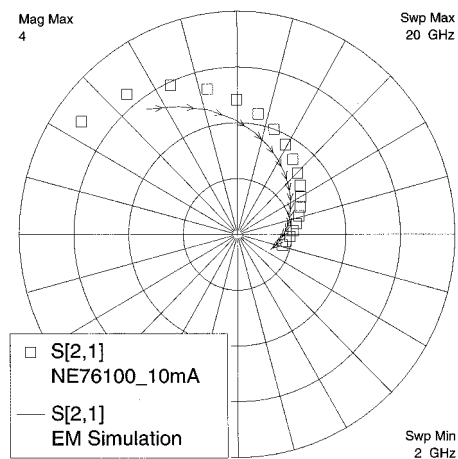 Mag Max
4
Swp Max
20 GHz
S[2,1]
NE76100_10mA
S[2,1]
EM Simulation
Swp Min
2 GHz